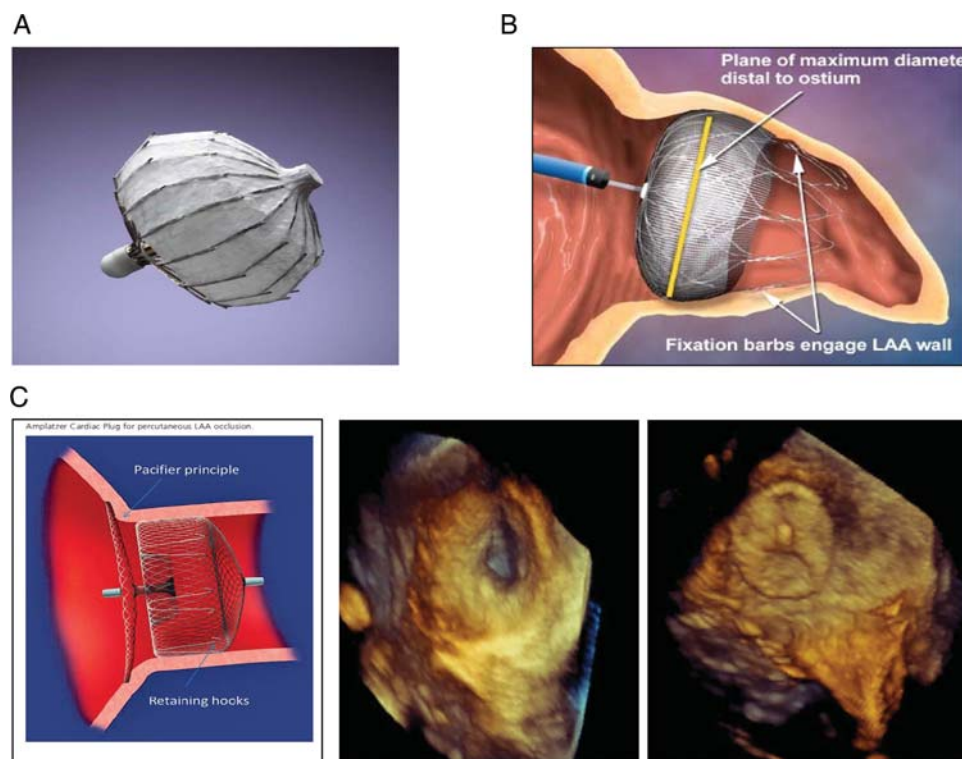 A
B
Plane of maximum diamete
distal to ostium
Fixation barbs engage LAA wall
C
Amplatzer Cardiac Plug for percutaneous LAA occlusion.
Pacifier principle
Retaining hooks